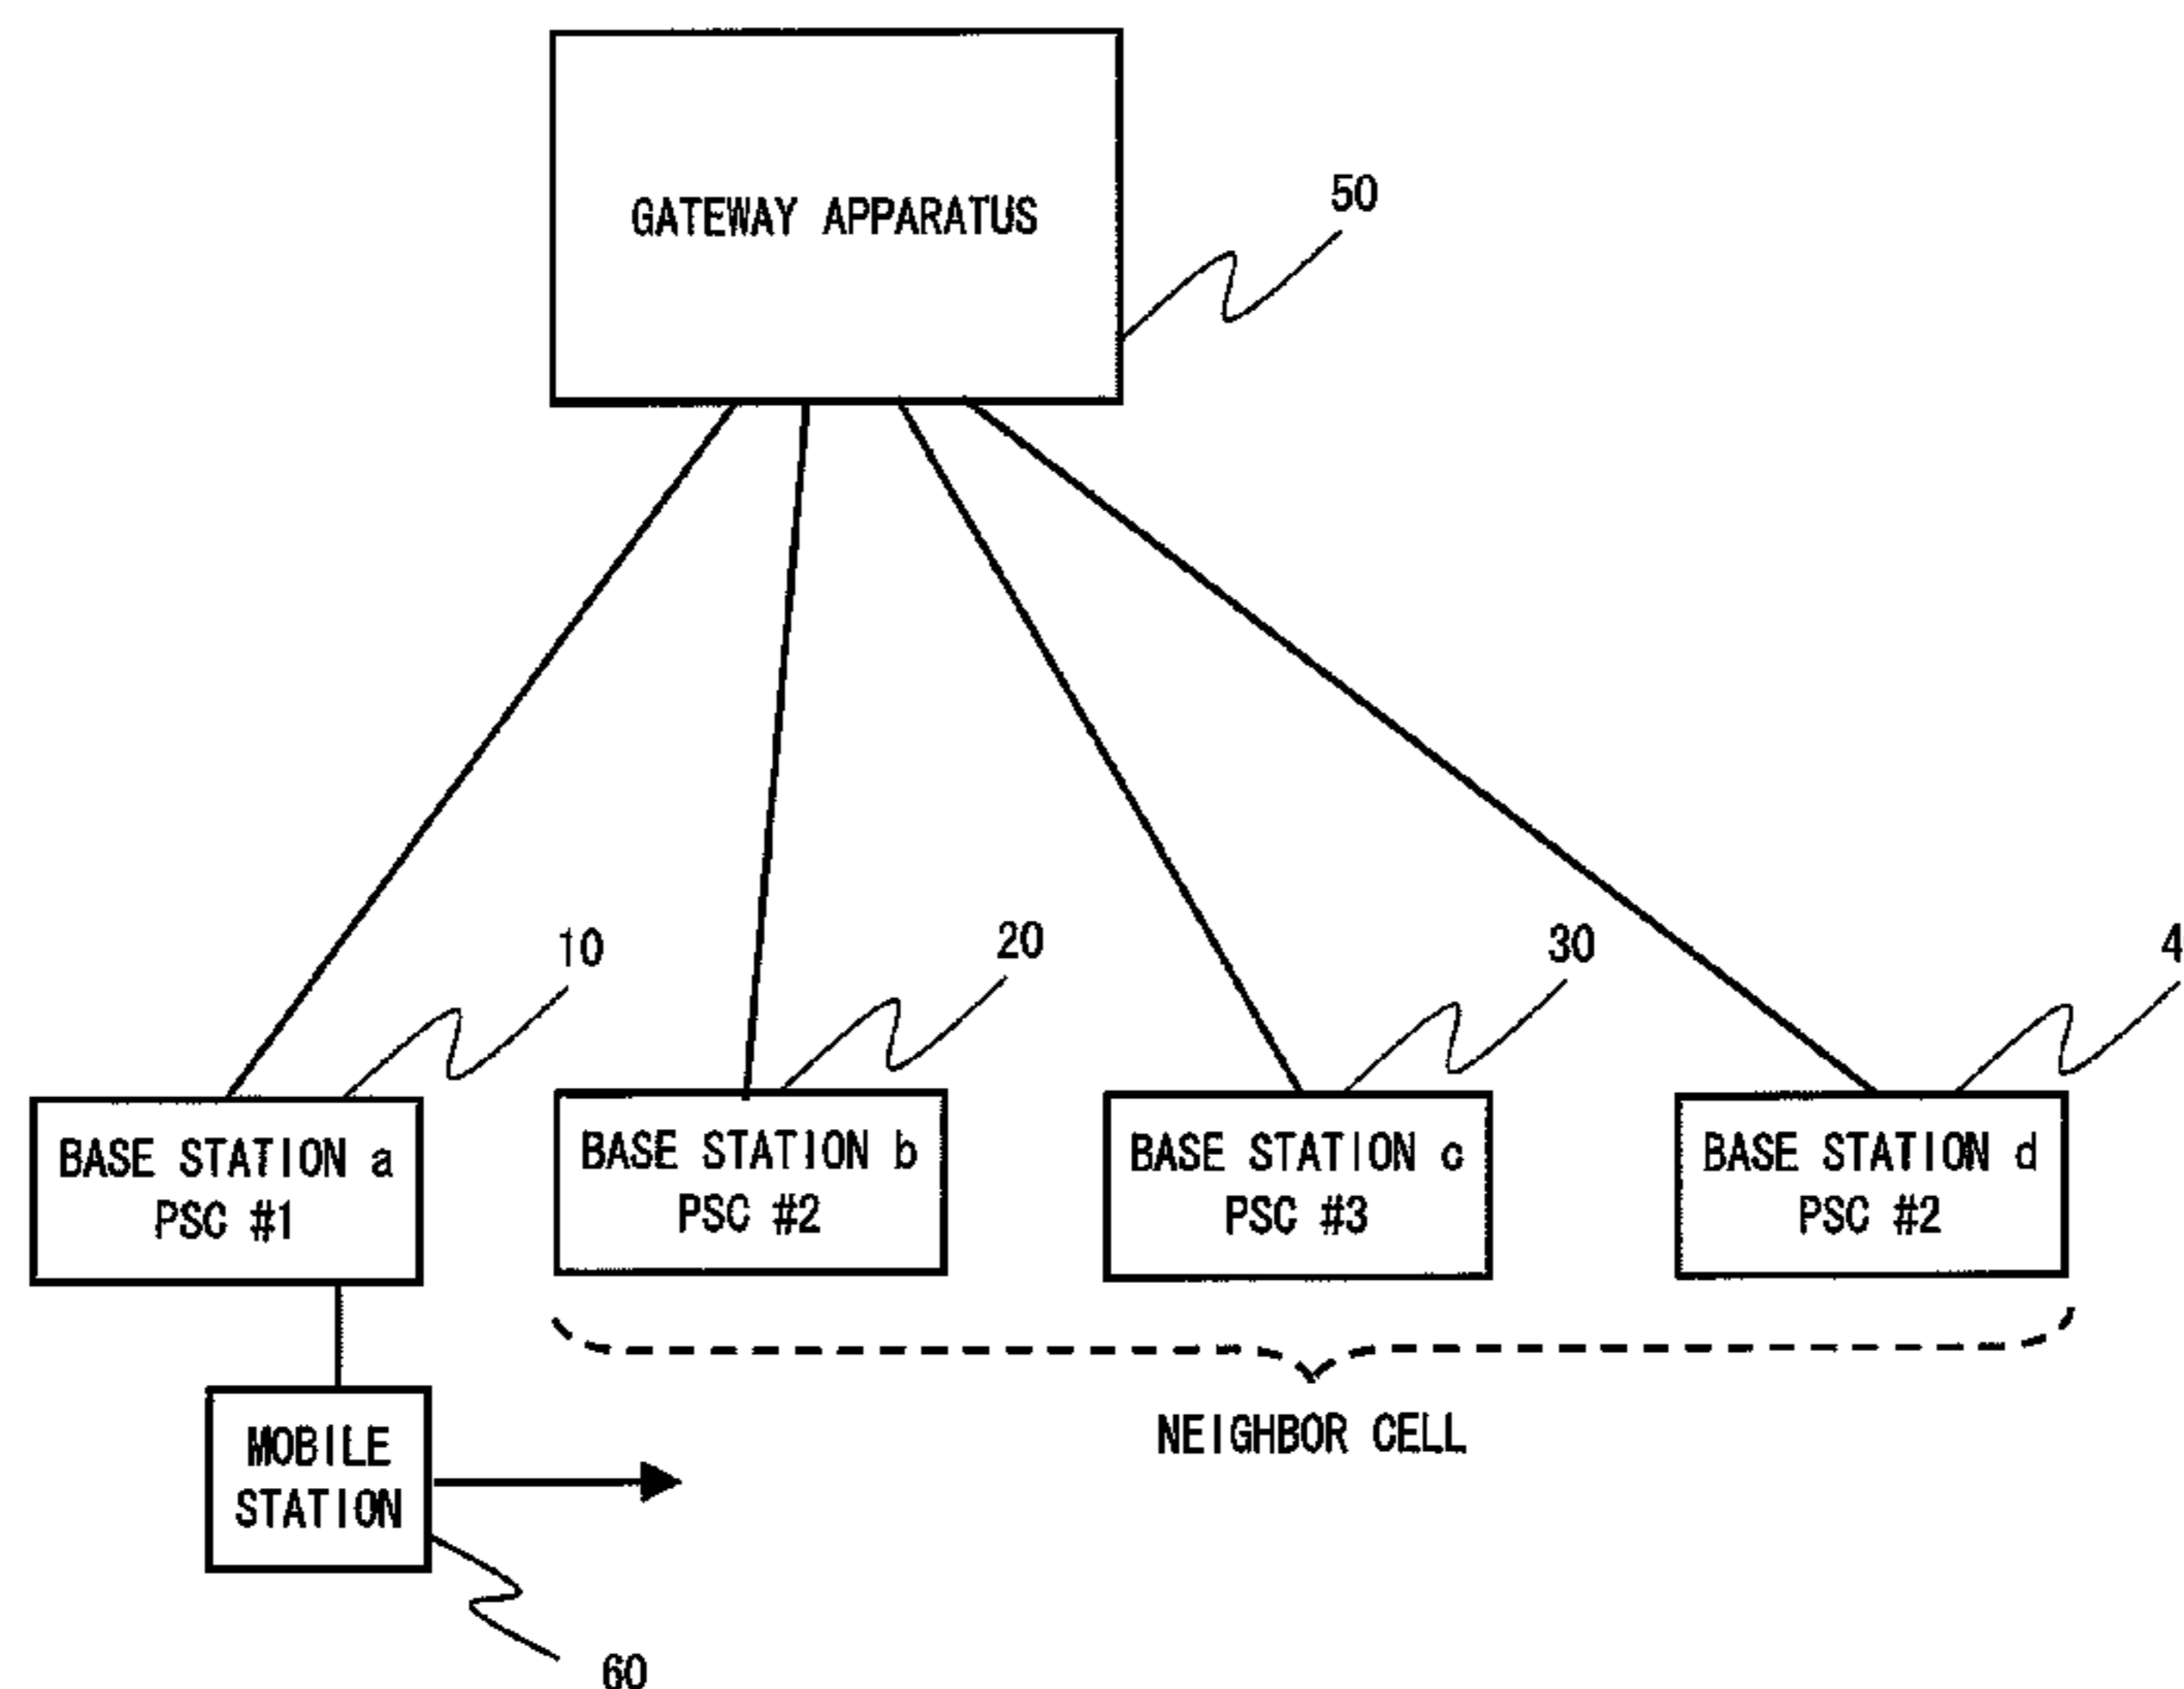 GATEWAY APPARATUS
50
10
20
30
4
BASE STATION a
PSC #1
BASE STATION b
PSC #2
BASE STATION c
PSC #3
BASE STATION d
PSC #2
NEIGHBOR CELL
MOBILE
STATION
60